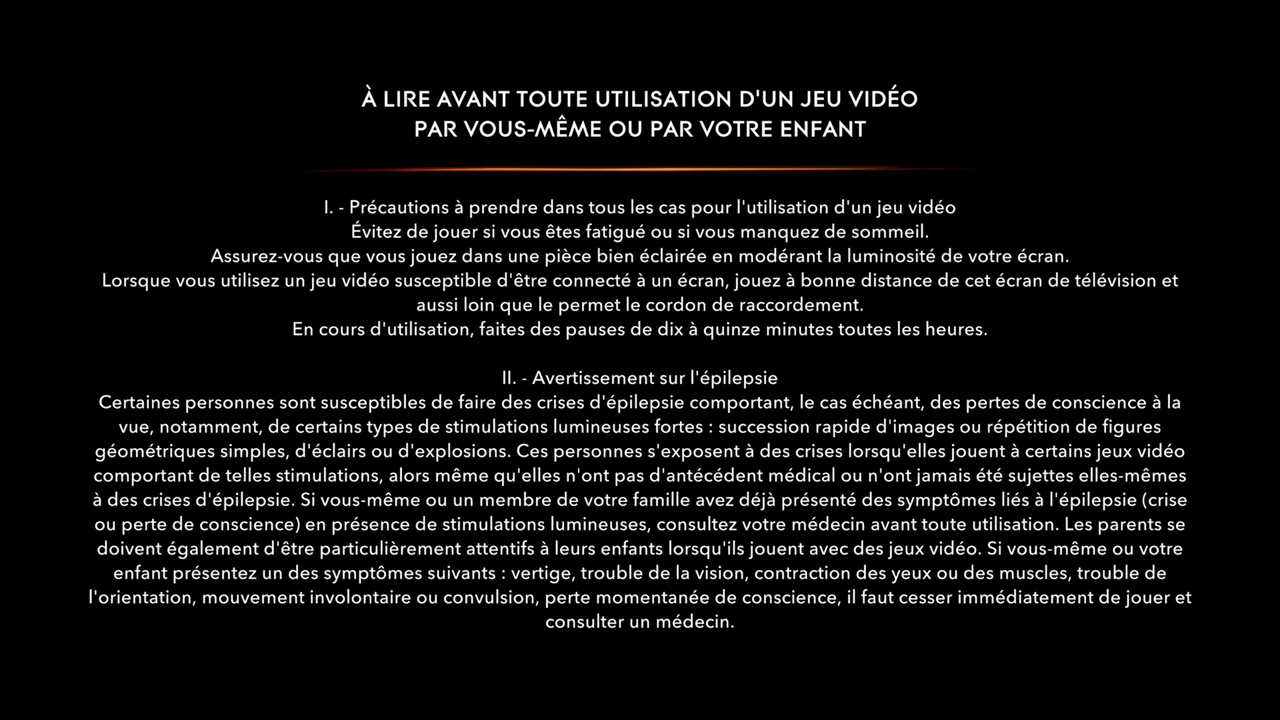 À LIRE AVANT TOUTE UTILISATION D'UN JEU VIDÉO
PAR VOUS-MÊME OU PAR VOTRE ENFANT
I. - Précautions à prendre dans tous les cas pour l'utilisation d'un jeu vidéo
Évitez de jouer si vous êtes fatigué ou si vous manquez de sommeil.
Assurez-vous que vous jouez dans une pièce bien éclairée en modérant la luminosité de votre écran.
Lorsque vous utilisez un jeu vidéo susceptible d'être connecté à un écran, jouez à bonne distance de cet écran de télévision et
aussi loin que le permet le cordon de raccordement.
En cours d'utilisation, faites des pauses de dix à quinze minutes toutes les heures.
II. - Avertissement sur l'épilepsie
Certaines personnes sont susceptibles de faire des crises d'épilepsie comportant, le cas échéant, des pertes de conscience à la
vue, notamment, de certains types de stimulations lumineuses fortes : succession rapide d'images ou répétition de figures
géométriques simples, d'éclairs ou d'explosions. Ces personnes s'exposent à des crises lorsqu'elles jouent à certains jeux vidéo
comportant de telles stimulations, alors même qu'elles n'ont pas d'antécédent médical ou n'ont jamais été sujettes elles-mêmes
à des crises d'épilepsie. Si vous-même ou un membre de votre famille avez déjà présenté des symptômes liés à l'épilepsie (crise
ou perte de conscience) en présence de stimulations lumineuses, consultez votre médecin avant toute utilisation. Les parents se
doivent également d'être particulièrement attentifs à leurs enfants lorsqu'ils jouent avec des jeux vidéo. Si vous-même ou votre
enfant présentez un des symptômes suivants : vertige, trouble de la vision, contraction des yeux ou des muscles, trouble de
l'orientation, mouvement involontaire ou convulsion, perte momentanée de conscience, il faut cesser immédiatement de jouer et
consulter un médecin.